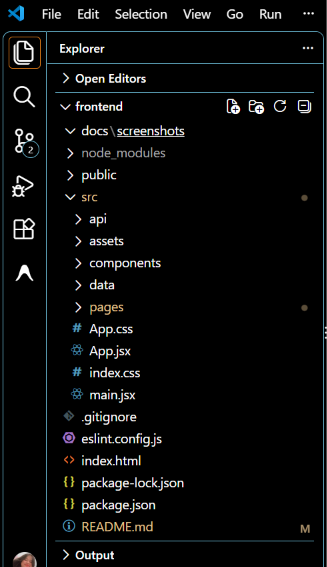 File Edit Selection View Go Run ···
Explorer ···
Open Editors
frontend
docs\screenshots
node_modules
public
src
api
assets
components
data
pages
# App.css
App.jsx
# index.css
main.jsx
.gitignore
eslint.config.js
<> index.html
{} package-lock.json
{} package.json
README.md M
Output
2